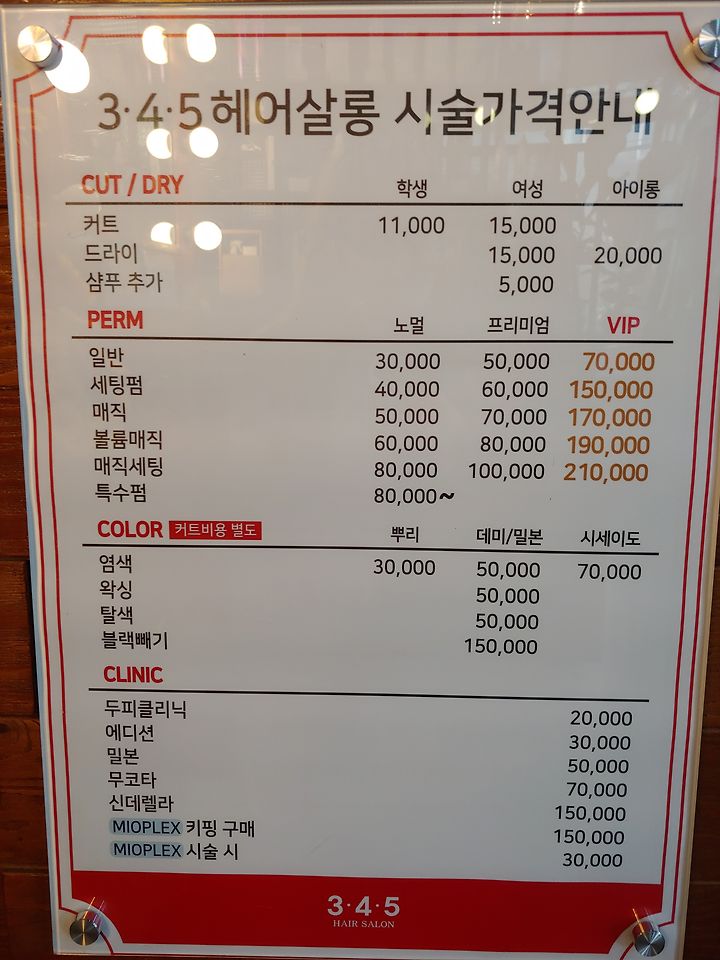 3·4·5 헤어살롱 시술가격안내
CUT / DRY 학생 여성 아이롱
커트 11,000 15,000
드라이 15,000 20,000
샴푸 추가 5,000
PERM 노멀 프리미엄 VIP
일반 30,000 50,000 70,000
세팅펌 40,000 60,000 150,000
매직 50,000 70,000 170,000
볼륨매직 60,000 80,000 190,000
매직세팅 80,000 100,000 210,000
특수펌 80,000~
COLOR 커트비용 별도 뿌리 데미/밀본 시세이도
염색 30,000 50,000 70,000
왁싱 50,000
탈색 50,000
블랙빼기 150,000
CLINIC
두피클리닉 20,000
에디션 30,000
밀본 50,000
무코타 70,000
신데렐라 150,000
MIOPLEX 키핑 구매 150,000
MIOPLEX 시술 시 30,000
3·4·5
HAIR SALON